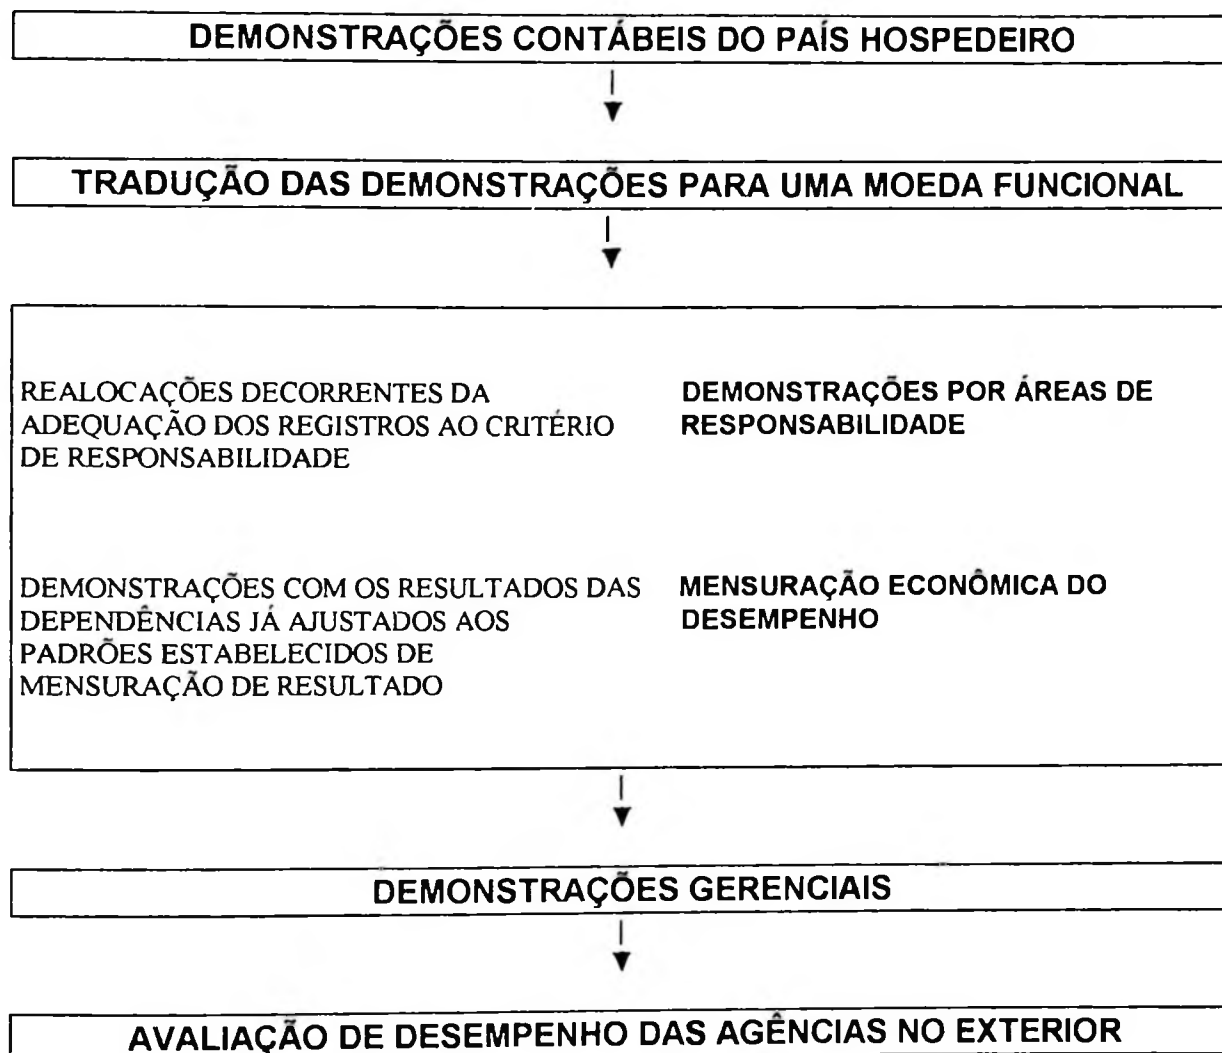 DEMONSTRAÇÕES CONTÁBEIS DO PAÍS HOSPEDEIRO
TRADUÇÃO DAS DEMONSTRAÇÕES PARA UMA MOEDA FUNCIONAL
REALOCAÇÕES DECORRENTES DA
ADEQUAÇÃO DOS REGISTROS AO CRITÉRIO
DE RESPONSABILIDADE
DEMONSTRAÇÕES POR ÁREAS DE
RESPONSABILIDADE
DEMONSTRAÇÕES COM OS RESULTADOS DAS
DEPENDÊNCIAS JÁ AJUSTADOS AOS
PADRÕES ESTABELECIDOS DE
MENSURAÇÃO DE RESULTADO
MENSURAÇÃO ECONÔMICA DO
DESEMPENHO
DEMONSTRAÇÕES GERENCIAIS
AVALIAÇÃO DE DESEMPENHO DAS AGÊNCIAS NO EXTERIOR